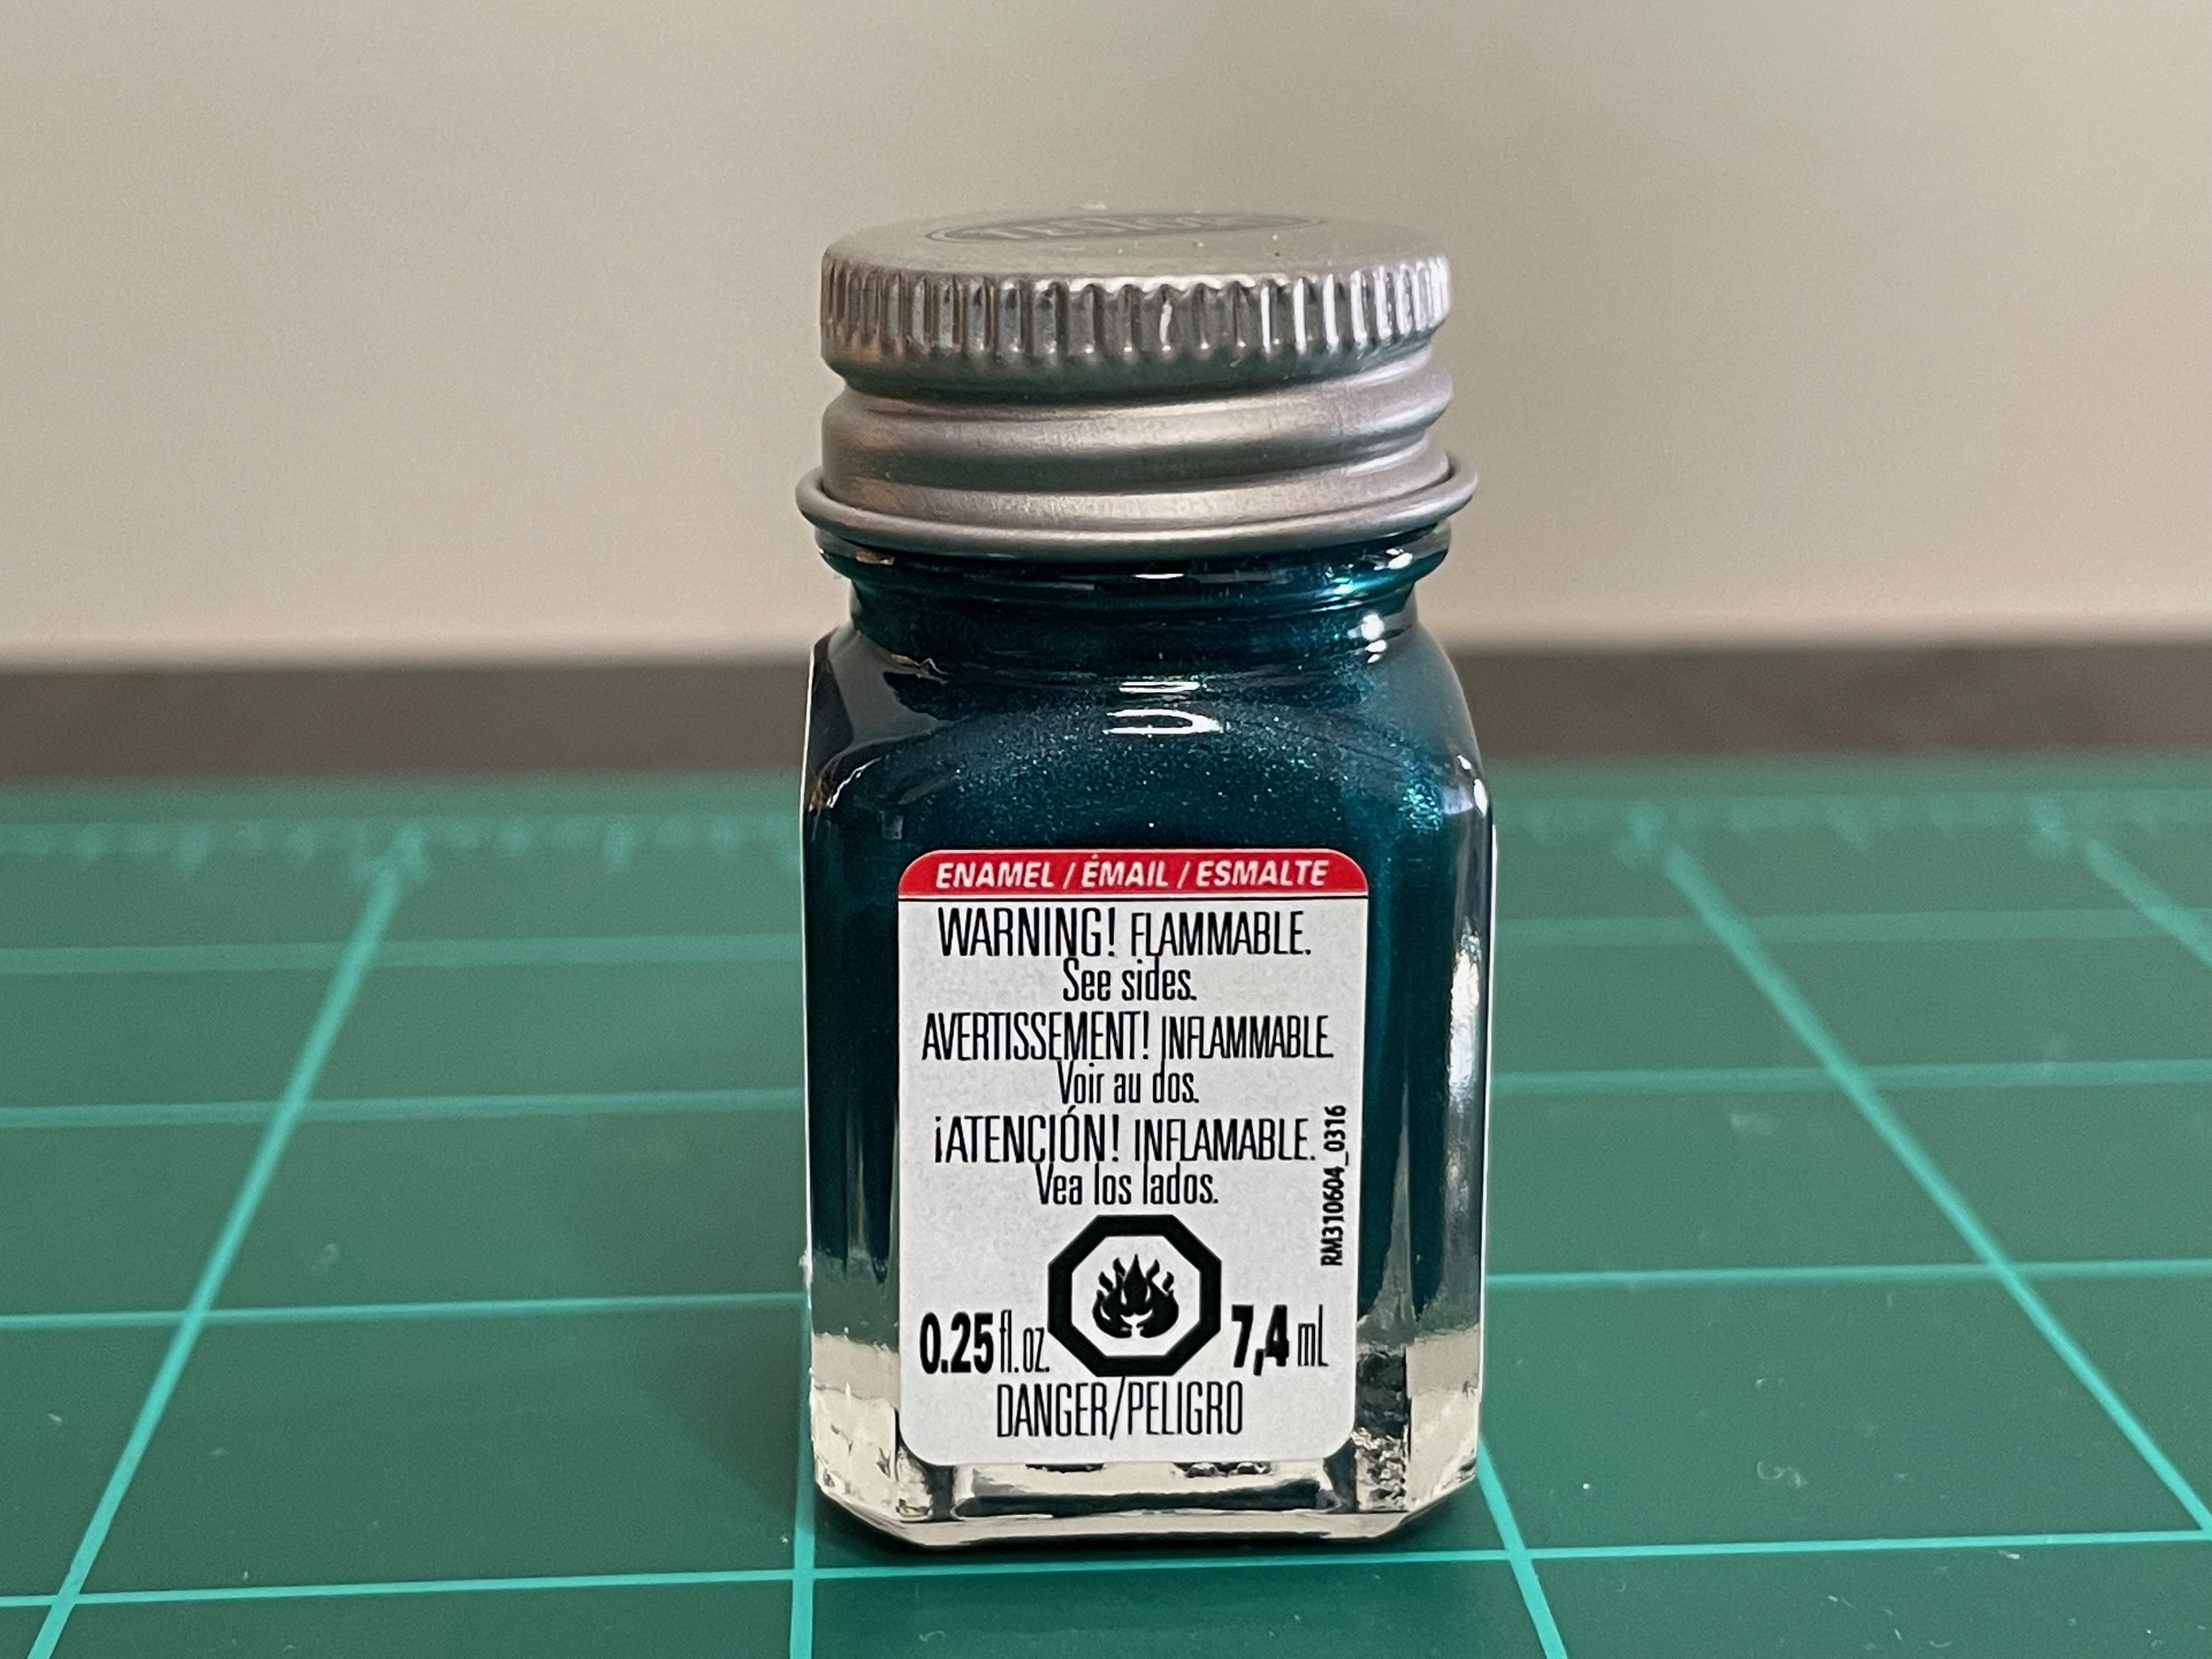 ENAMEL / ÉMAIL / ESMALTE
WARNING! FLAMMABLE.
See sides.
AVERTISSEMENT! INFLAMMABLE
Voir au dos.
¡ATENCIÓN! INFLAMABLE.
Vea los lados.
RM310604_0316
0.25 fl. oz. 7,4 ml
DANGER/PELIGRO